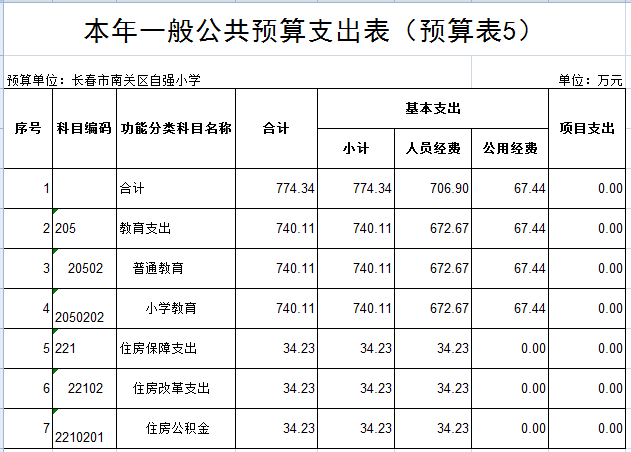 本年一般公共预算支出表（预算表5）
预算单位：长春市南关区自强小学 单位：万元
序号 科目编码 功能分类科目名称 合计 基本支出 项目支出
小计 人员经费 公用经费
1 合计 774.34 774.34 706.90 67.44 0.00
2 205 教育支出 740.11 740.11 672.67 67.44 0.00
3 20502 普通教育 740.11 740.11 672.67 67.44 0.00
4 2050202 小学教育 740.11 740.11 672.67 67.44 0.00
5 221 住房保障支出 34.23 34.23 34.23 0.00 0.00
6 22102 住房改革支出 34.23 34.23 34.23 0.00 0.00
7 2210201 住房公积金 34.23 34.23 34.23 0.00 0.00